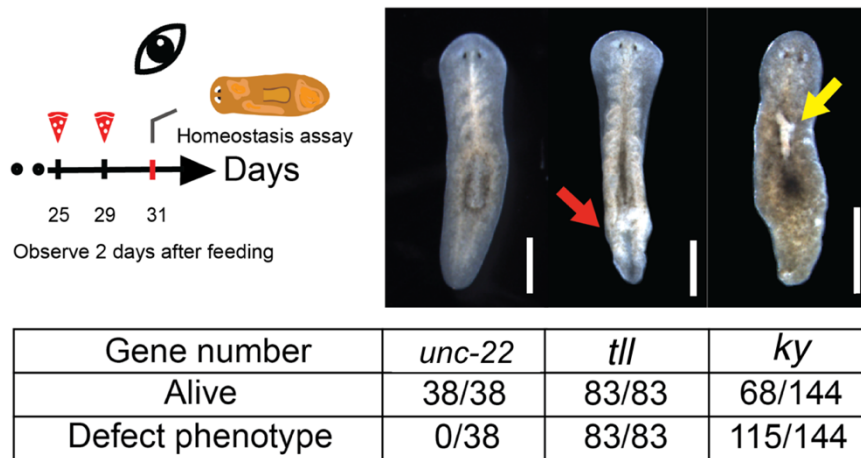 Homeostasis assay
Days
25 29 31
Observe 2 days after feeding
Gene number unc-22 tll ky
Alive 38/38 83/83 68/144
Defect phenotype 0/38 83/83 115/144